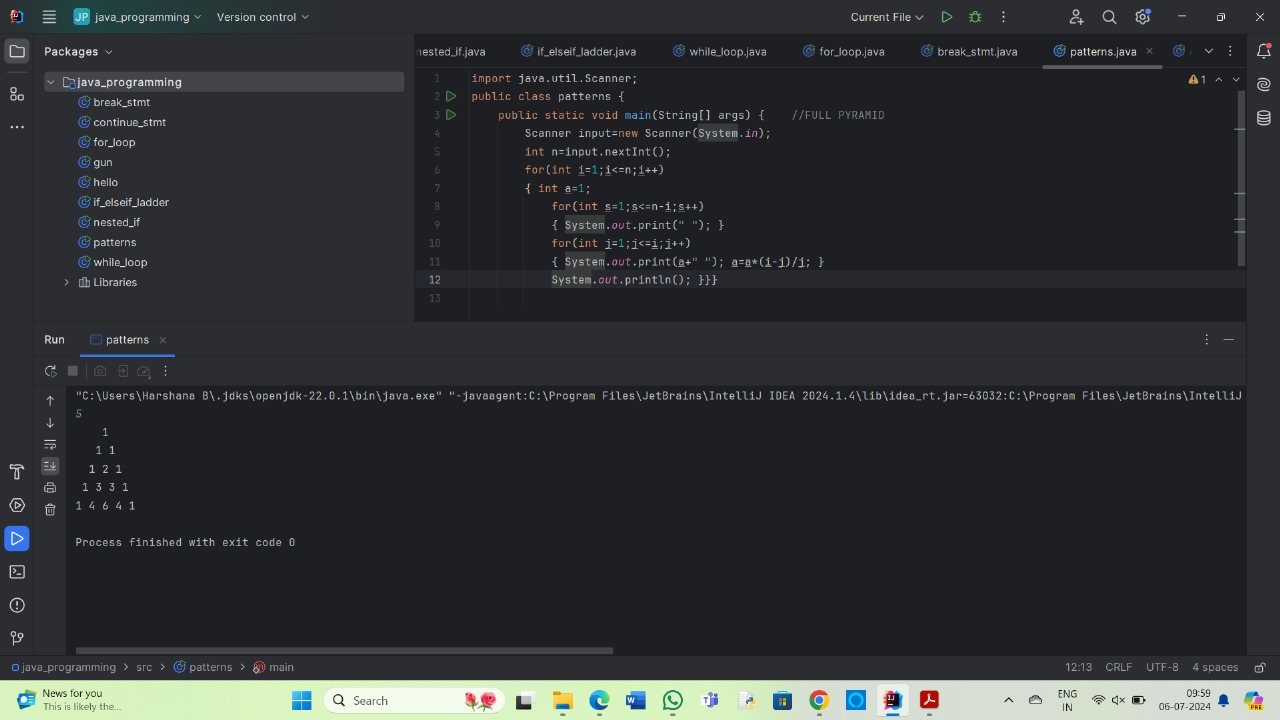 JP java_programming Version control Current File
Packages
nested_if.java if_elseif_ladder.java while_loop.java for_loop.java break_stmt.java patterns.java
java_programming
break_stmt
continue_stmt
for_loop
gun
hello
if_elseif_ladder
nested_if
patterns
while_loop
Libraries
1 import java.util.Scanner;
2 public class patterns {
3 public static void main(String[] args) { //FULL PYRAMID
4 Scanner input=new Scanner(System.in);
5 int n=input.nextInt();
6 for(int i=1;i<=n;i++)
7 { int a=1;
8 for(int s=1;s<=n-i;s++)
9 { System.out.print(" "); }
10 for(int j=1;j<=i;j++)
11 { System.out.print(a+" "); a=a*(i-j)/j; }
12 System.out.println(); }}}
13
1
Run patterns
"C:\Users\Harshana B\.jdks\openjdk-22.0.1\bin\java.exe" "-javaagent:C:\Program Files\JetBrains\IntelliJ IDEA 2024.1.4\lib\idea_rt.jar=63032:C:\Program Files\JetBrains\IntelliJ
5
1
1 1
1 2 1
1 3 3 1
1 4 6 4 1
Process finished with exit code 0
java_programming > src > patterns > main 12:13 CRLF UTF-8 4 spaces
News for you
This is likely the...
Search
ENG
IN
09:59
06-07-2024
PRE